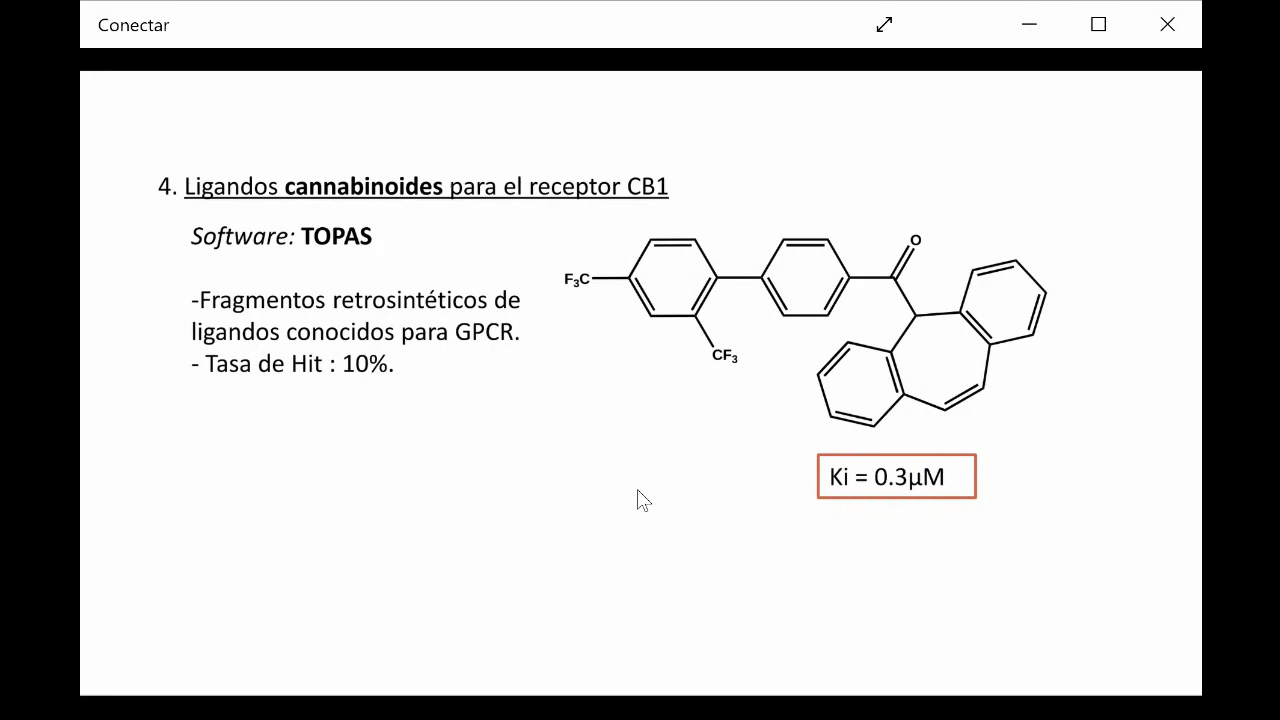 Conectar
4. Ligandos cannabinoides para el receptor CB1
Software: TOPAS
-Fragmentos retrosintéticos de
ligandos conocidos para GPCR.
- Tasa de Hit : 10%.
O
F₃C
CF₃
Ki = 0.3µM